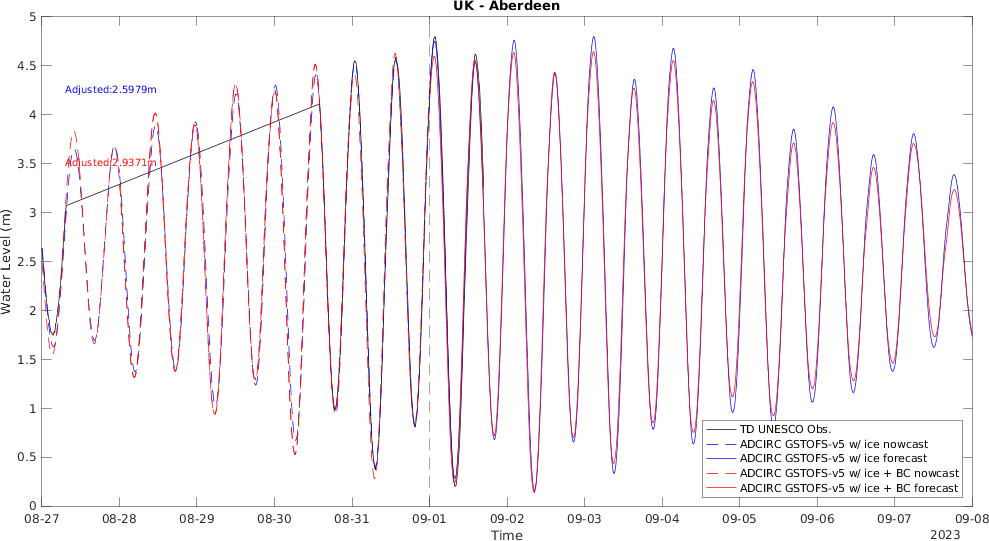 UK - Aberdeen
5
4.5
4
3.5
3
2.5
2
1.5
1
0.5
0
Water Level (m)
Adjusted:2.5979m
Adjusted:2.9371m
TD UNESCO Obs.
ADCIRC GSTOFS-v5 w/ ice nowcast
ADCIRC GSTOFS-v5 w/ ice forecast
ADCIRC GSTOFS-v5 w/ ice + BC nowcast
ADCIRC GSTOFS-v5 w/ ice + BC forecast
08-27 08-28 08-29 08-30 08-31 09-01 09-02 09-03 09-04 09-05 09-06 09-07 09-08
Time
2023